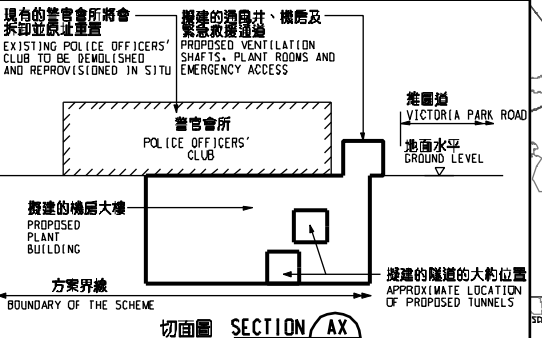 現有的警官會所將會
拆卸並原址重置
EXISTING POLICE OFFICERS'
CLUB TO BE DEMOLISHED
AND REPROVISIONED IN SITU
擬建的通風井、機房及
緊急救援通道
PROPOSED VENTILATION
SHAFTS, PLANT ROOMS AND
EMERGENCY ACCESS
維園道
VICTORIA PARK ROAD
警官會所
POLICE OFFICERS'
CLUB
地面水平
GROUND LEVEL
擬建的機房大樓
PROPOSED
PLANT
BUILDING
方案界線
BOUNDARY OF THE SCHEME
擬建的隧道的大約位置
APPROXIMATE LOCATION
OF PROPOSED TUNNELS
切面圖 SECTION AX